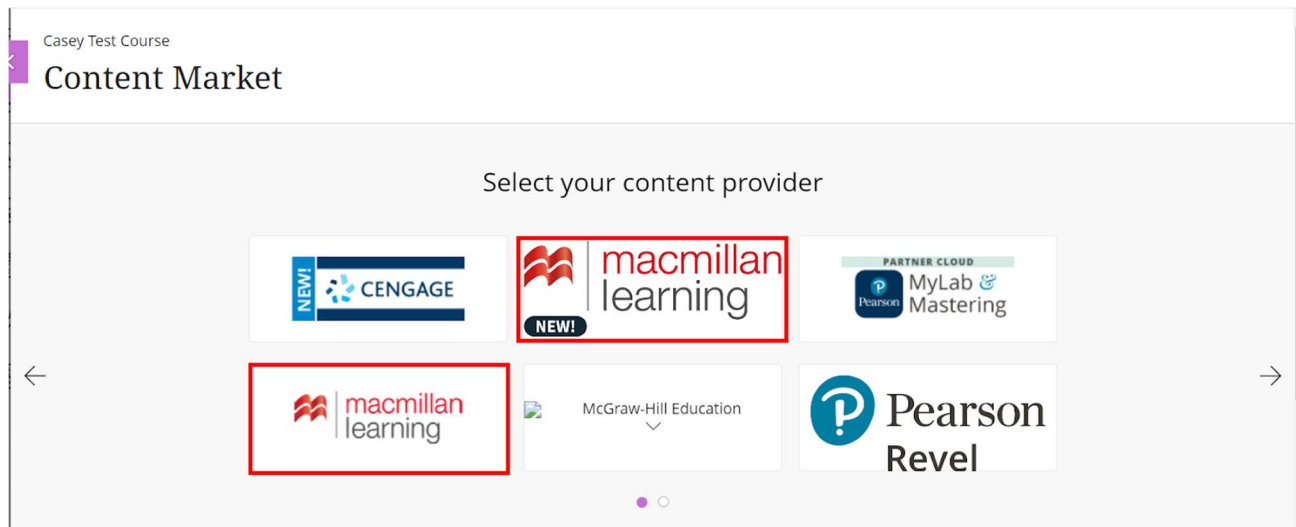 Casey Test Course
Content Market
Select your content provider
NEW!
CENGAGE
macmillan
learning
NEW!
PARTNER CLOUD
Pearson
MyLab &
Mastering
macmillan
learning
McGraw-Hill Education
Pearson
Revel